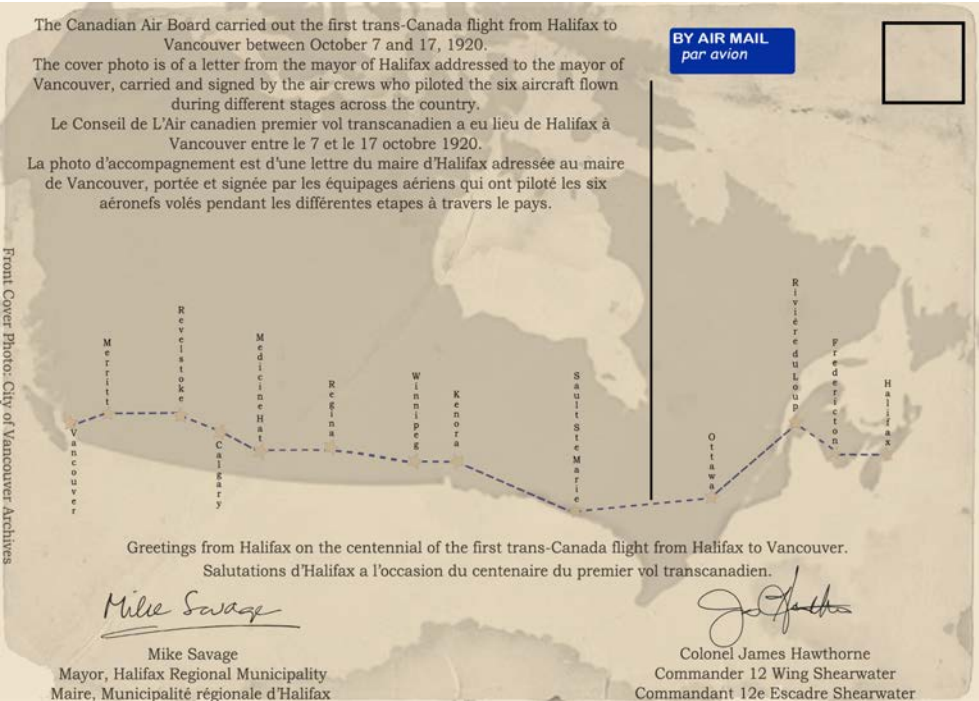 The Canadian Air Board carried out the first trans-Canada flight from Halifax to
Vancouver between October 7 and 17, 1920.
The cover photo is of a letter from the mayor of Halifax addressed to the mayor of
Vancouver, carried and signed by the air crews who piloted the six aircraft flown
during different stages across the country.
Le Conseil de L'Air canadien premier vol transcanadien a eu lieu de Halifax à
Vancouver entre le 7 et le 17 octobre 1920.
La photo d'accompagnement est d'une lettre du maire d'Halifax adressée au maire
de Vancouver, portée et signée par les équipages aériens qui ont piloté les six
aéronefs volés pendant les différentes etapes à travers le pays.
BY AIR MAIL
par avion
Front Cover Photo: City of Vancouver Archives
Vancouver
Merritt
Revelstoke
Calgary
Medicine Hat
Regina
Winnipeg
Kenora
Sault Ste Marie
Ottawa
Rivière du Loup
Fredericton
Halifax
Greetings from Halifax on the centennial of the first trans-Canada flight from Halifax to Vancouver.
Salutations d'Halifax a l'occasion du centenaire du premier vol transcanadien.
Mike Savage
Mike Savage
Mayor, Halifax Regional Municipality
Maire, Municipalité régionale d'Halifax
Colonel James Hawthorne
Commander 12 Wing Shearwater
Commandant 12e Escadre Shearwater